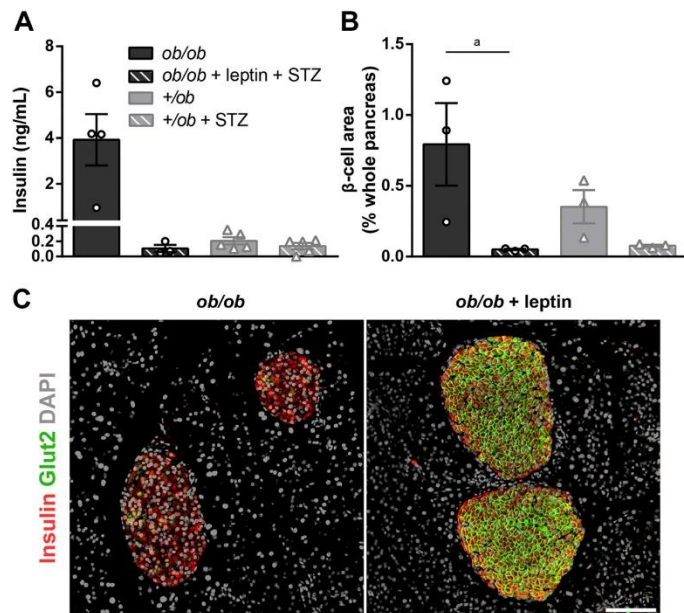 A
Insulin (ng/mL)
6
4
2
0.4
0.2
0.0
ob/ob
ob/ob + leptin + STZ
+/ob
+/ob + STZ
B
β-cell area
(% whole pancreas)
1.5
1.0
0.5
0.0
a
C
ob/ob
ob/ob + leptin
Insulin Glut2 DAPI